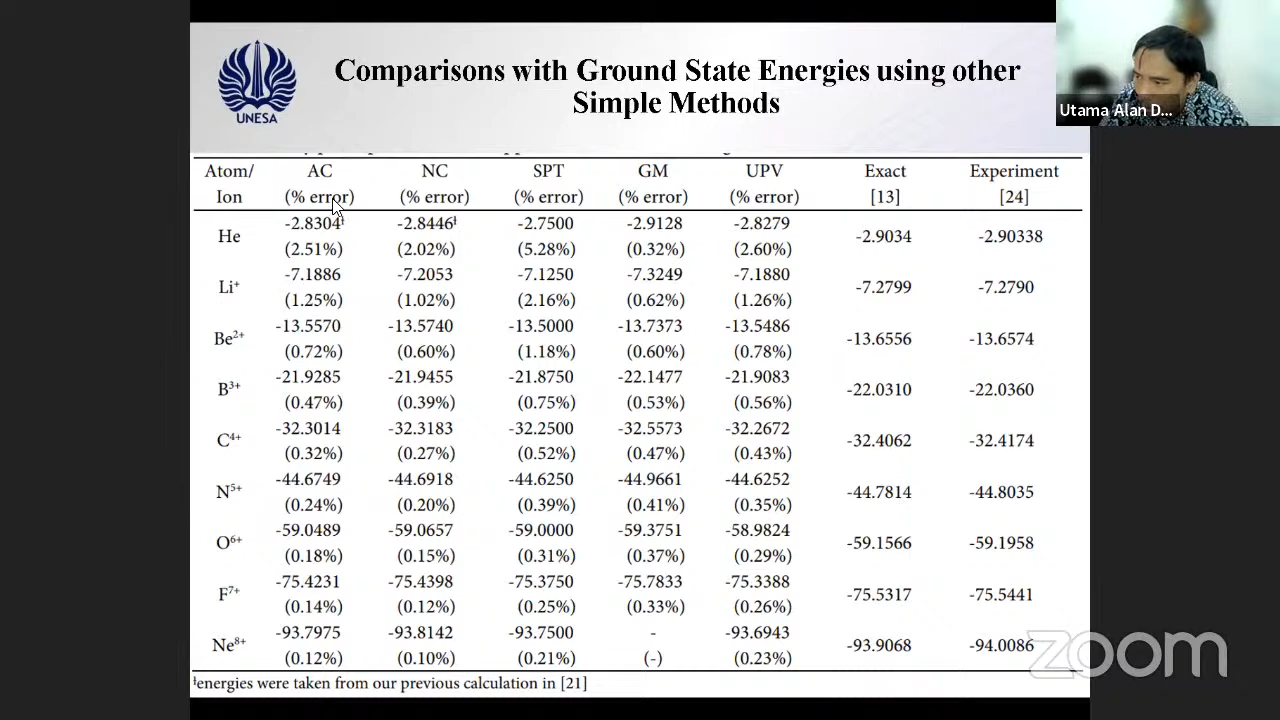 UNESA
Comparisons with Ground State Energies using other
Simple Methods
Utama Alan D...
Atom/ AC NC SPT GM UPV Exact Experiment
Ion (% error) (% error) (% error) (% error) (% error) [13] [24]
He -2.8304ƚ -2.8446ƚ -2.7500 -2.9128 -2.8279 -2.9034 -2.90338
(2.51%) (2.02%) (5.28%) (0.32%) (2.60%)
Li⁺ -7.1886 -7.2053 -7.1250 -7.3249 -7.1880 -7.2799 -7.2790
(1.25%) (1.02%) (2.16%) (0.62%) (1.26%)
Be²⁺ -13.5570 -13.5740 -13.5000 -13.7373 -13.5486 -13.6556 -13.6574
(0.72%) (0.60%) (1.18%) (0.60%) (0.78%)
B³⁺ -21.9285 -21.9455 -21.8750 -22.1477 -21.9083 -22.0310 -22.0360
(0.47%) (0.39%) (0.75%) (0.53%) (0.56%)
C⁴⁺ -32.3014 -32.3183 -32.2500 -32.5573 -32.2672 -32.4062 -32.4174
(0.32%) (0.27%) (0.52%) (0.47%) (0.43%)
N⁵⁺ -44.6749 -44.6918 -44.6250 -44.9661 -44.6252 -44.7814 -44.8035
(0.24%) (0.20%) (0.39%) (0.41%) (0.35%)
O⁶⁺ -59.0489 -59.0657 -59.0000 -59.3751 -58.9824 -59.1566 -59.1958
(0.18%) (0.15%) (0.31%) (0.37%) (0.29%)
F⁷⁺ -75.4231 -75.4398 -75.3750 -75.7833 -75.3388 -75.5317 -75.5441
(0.14%) (0.12%) (0.25%) (0.33%) (0.26%)
Ne⁸⁺ -93.7975 -93.8142 -93.7500 - -93.6943 -93.9068 -94.0086
(0.12%) (0.10%) (0.21%) (-) (0.23%)
ƚenergies were taken from our previous calculation in [21]
zoom